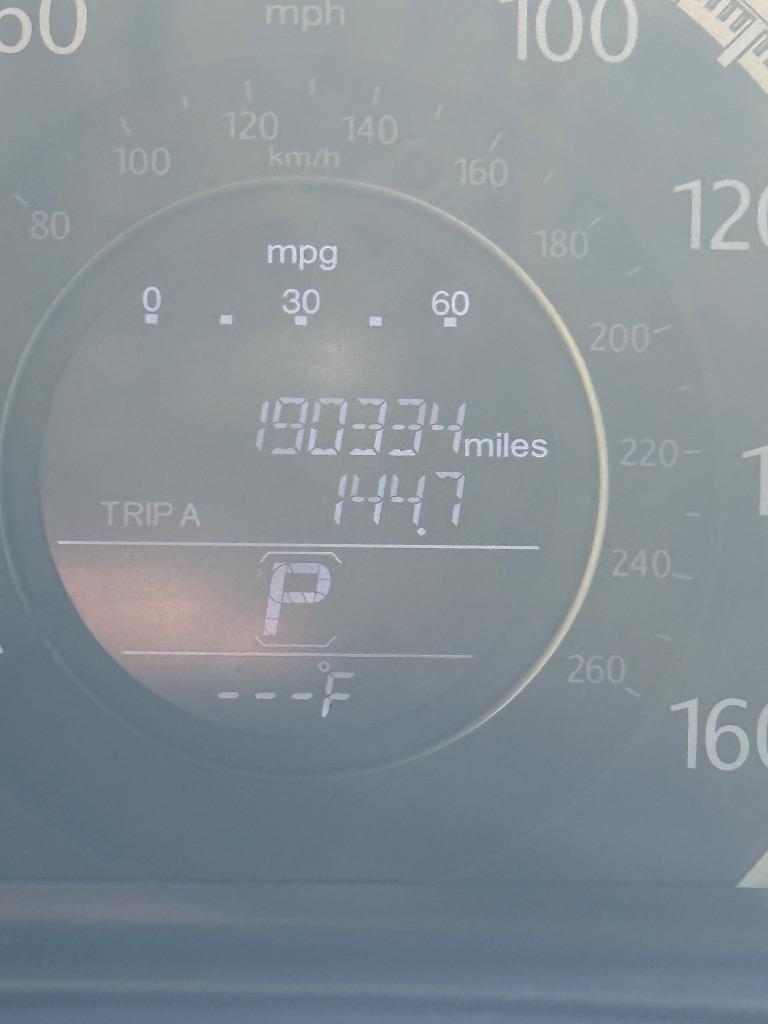 60 mph 100
120 140
100 km/h 160
80 180 120
mpg
0 . 30 . 60
200
190334 miles
220
TRIP A 144.7
240
P
260
---°F
160